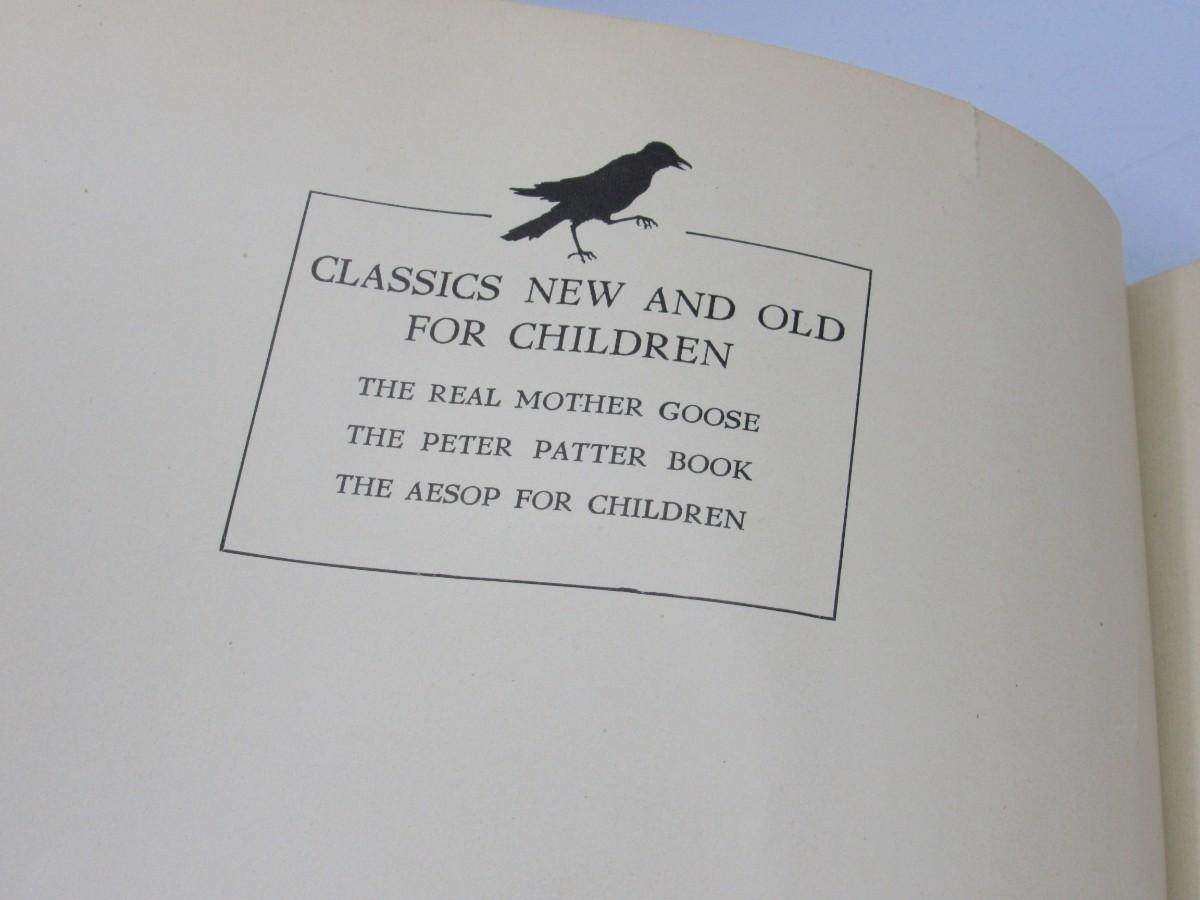 CLASSICS NEW AND OLD
FOR CHILDREN
THE REAL MOTHER GOOSE
THE PETER PATTER BOOK
THE AESOP FOR CHILDREN